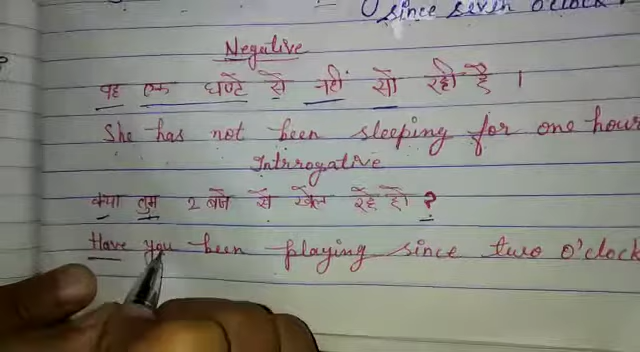 since seven o'clock.
Negative
वह एक घण्टे से नहीं सो रही है ।
She has not been sleeping for one hour
Intrrogative
क्या तुम 2 बजे से खेल रहे हो ?
Have you been playing since two o'clock